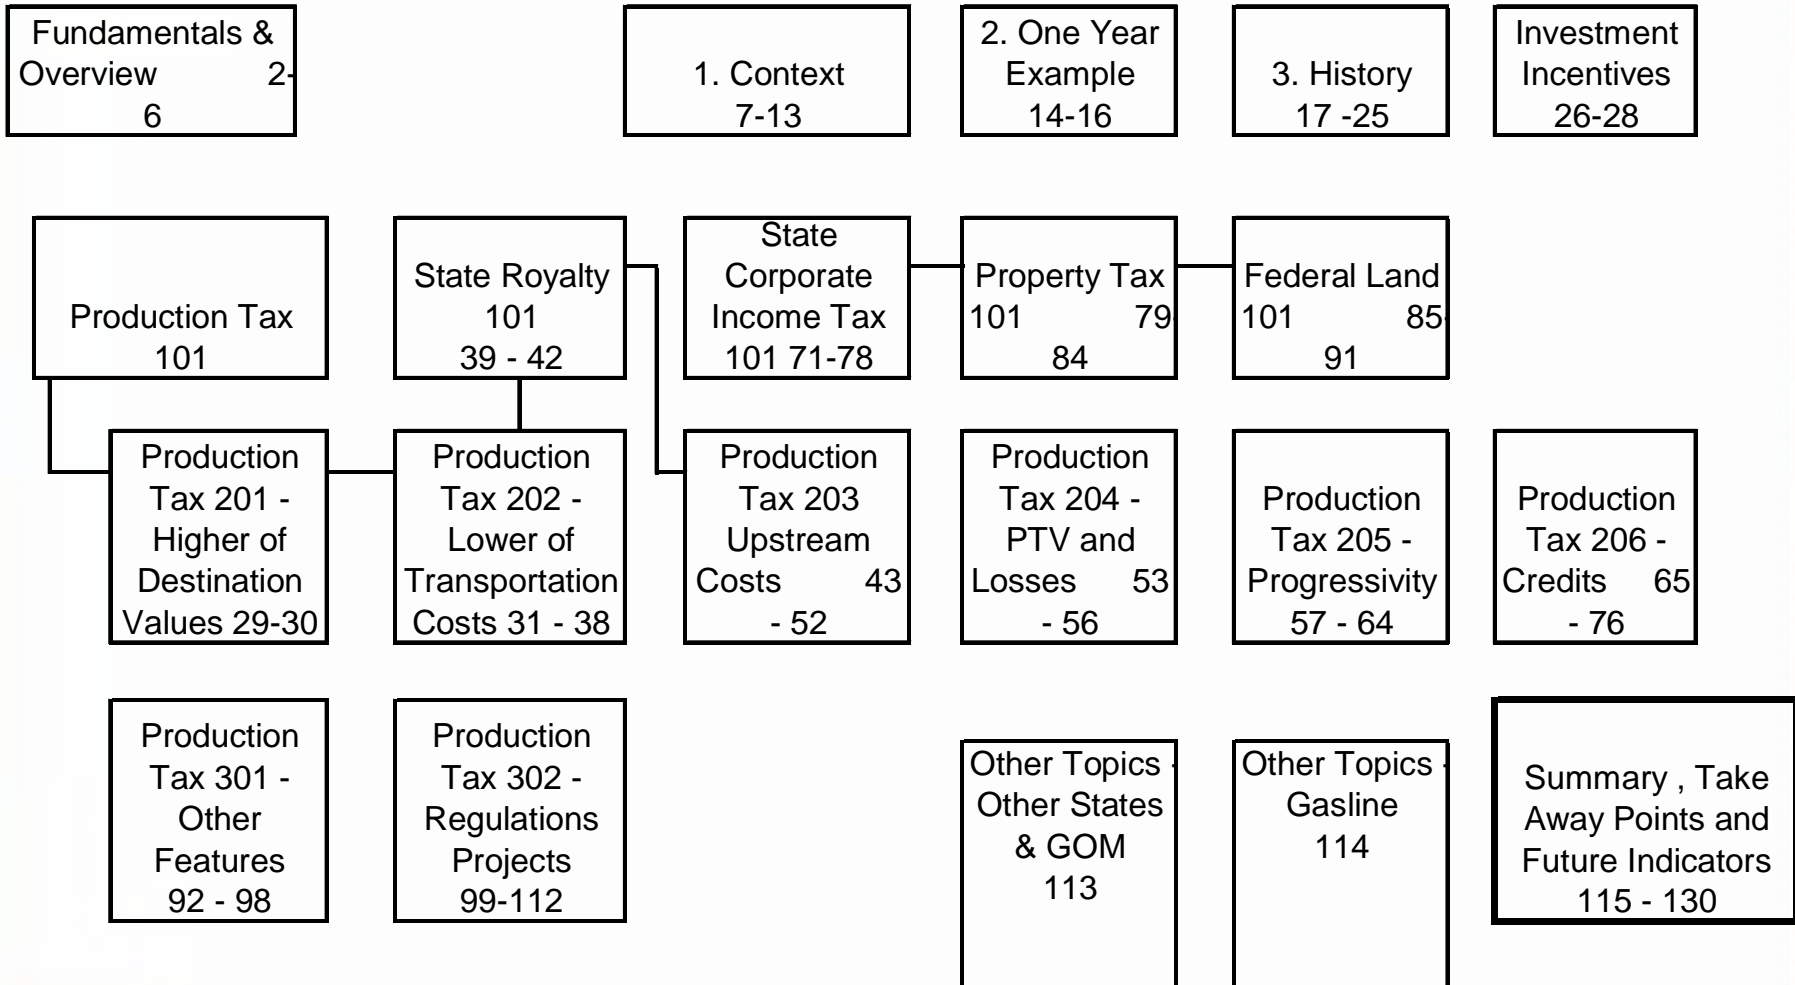 Fundamentals &
Overview 2-
6
1. Context
7-13
2. One Year
Example
14-16
3. History
17 -25
Investment
Incentives
26-28
Production Tax
101
State Royalty
101
39 - 42
State
Corporate
Income Tax
101 71-78
Property Tax
101 79-
84
Federal Land
101 85-
91
Production
Tax 201 -
Higher of
Destination
Values 29-30
Production
Tax 202 -
Lower of
Transportation
Costs 31 - 38
Production
Tax 203
Upstream
Costs 43
- 52
Production
Tax 204 -
PTV and
Losses 53
- 56
Production
Tax 205 -
Progressivity
57 - 64
Production
Tax 206 -
Credits 65
- 76
Production
Tax 301 -
Other
Features
92 - 98
Production
Tax 302 -
Regulations
Projects
99-112
Other Topics -
Other States
& GOM
113
Other Topics -
Gasline
114
Summary , Take
Away Points and
Future Indicators
115 - 130